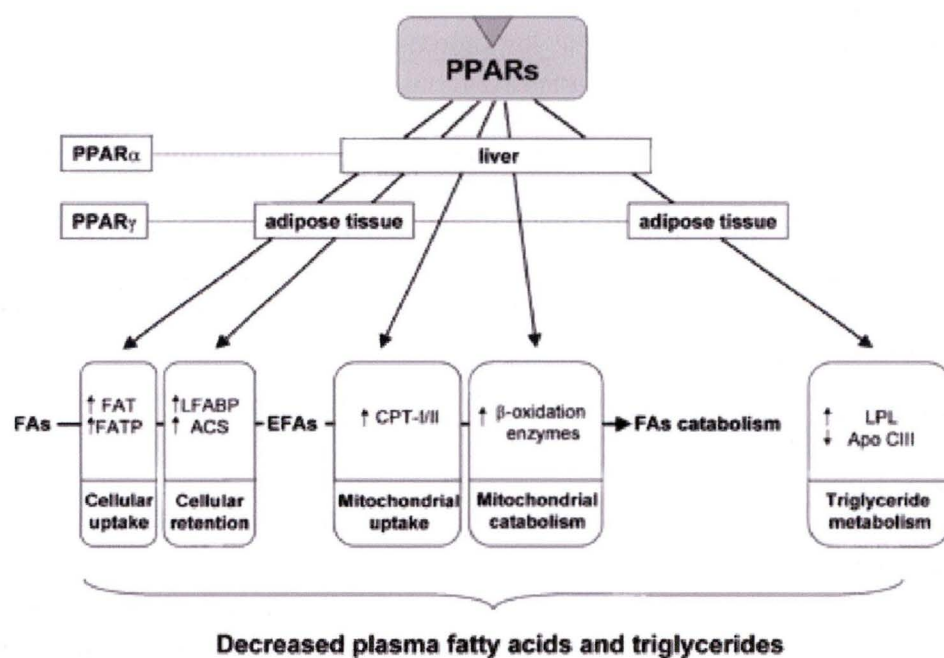 PPARs
PPARα
liver
PPARγ
adipose tissue
adipose tissue
FAs
↑ FAT
↑FATP
Cellular
uptake
↑LFABP
↑ ACS
Cellular
retention
EFAs
↑ CPT-I/II
Mitochondrial
uptake
↑ β-oxidation
enzymes
Mitochondrial
catabolism
FAs catabolism
↑ LPL
↓ Apo CIII
Triglyceride
metabolism
Decreased plasma fatty acids and triglycerides